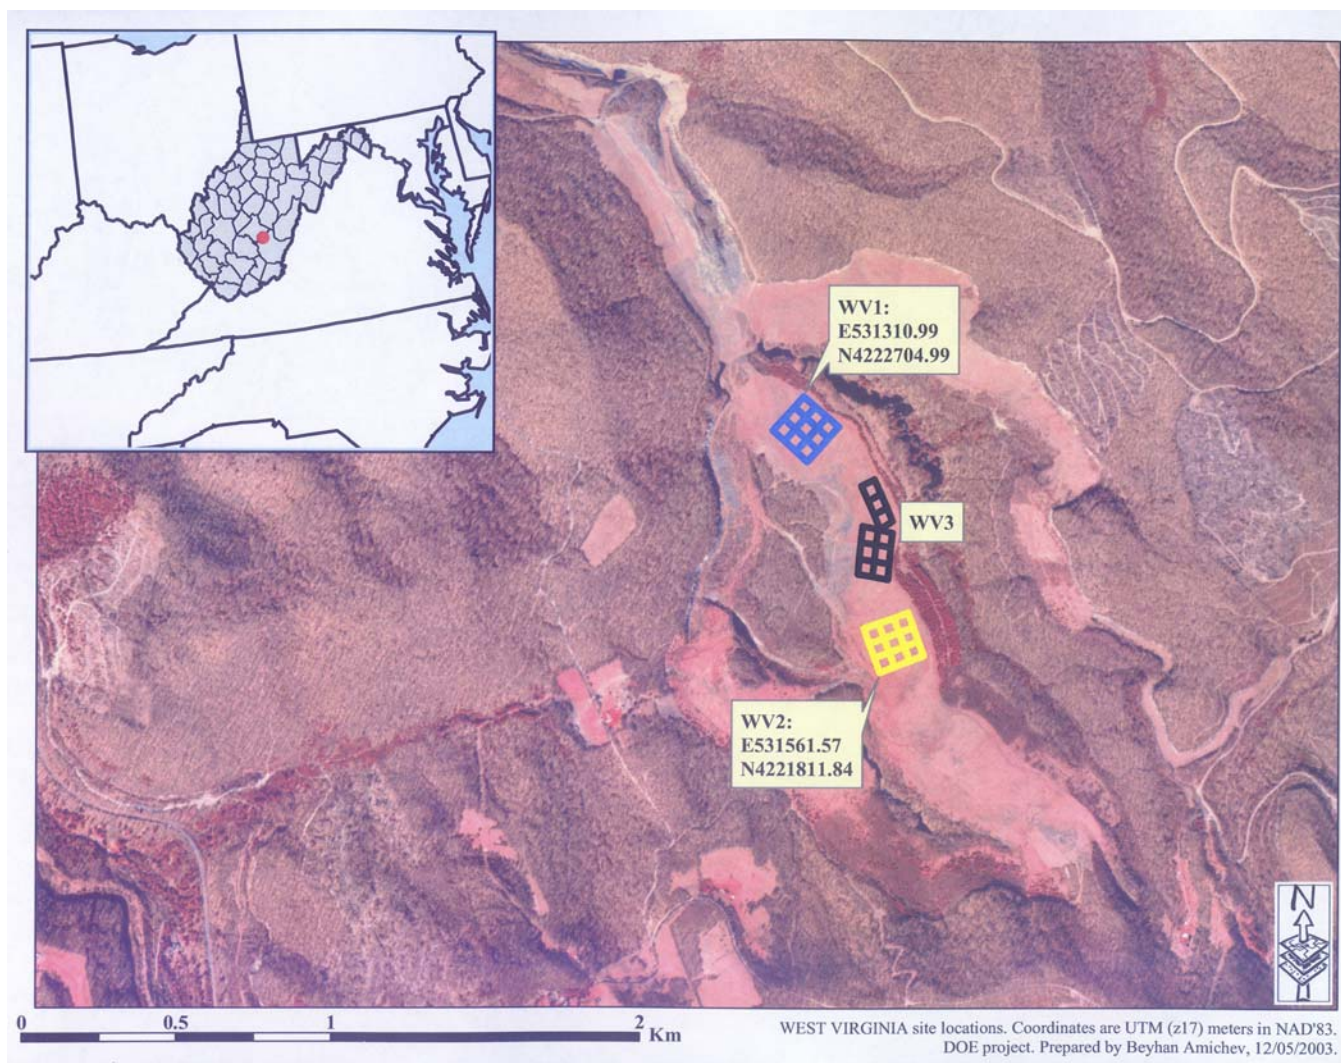 WV1:
E531310.99
N4222704.99
WV3
WV2:
E531561.57
N4221811.84
N
0 0.5 1 2 Km
WEST VIRGINIA site locations. Coordinates are UTM (z17) meters in NAD'83.
DOE project. Prepared by Beyhan Amichev, 12/05/2003,